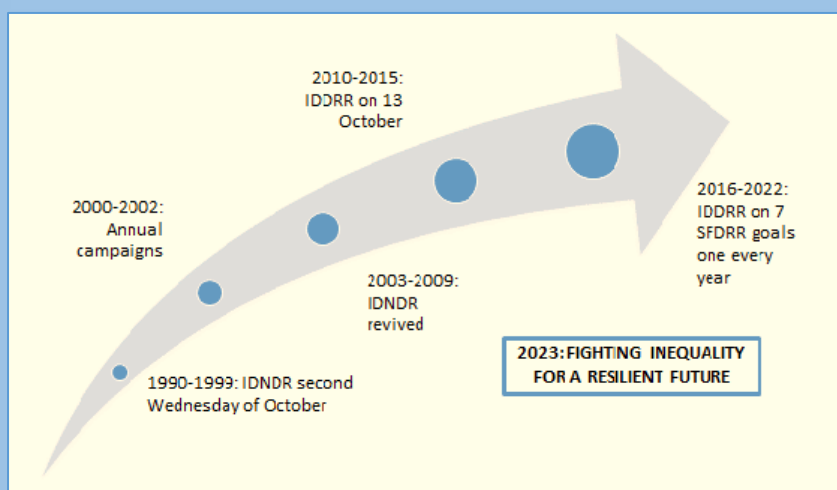 2010-2015:
IDDRR on 13
October
2000-2002:
Annual
campaigns
2016-2022:
IDDRR on 7
SFDRR goals
one every
year
2003-2009:
IDNDR
revived
2023: FIGHTING INEQUALITY
FOR A RESILIENT FUTURE
1990-1999: IDNDR second
Wednesday of October